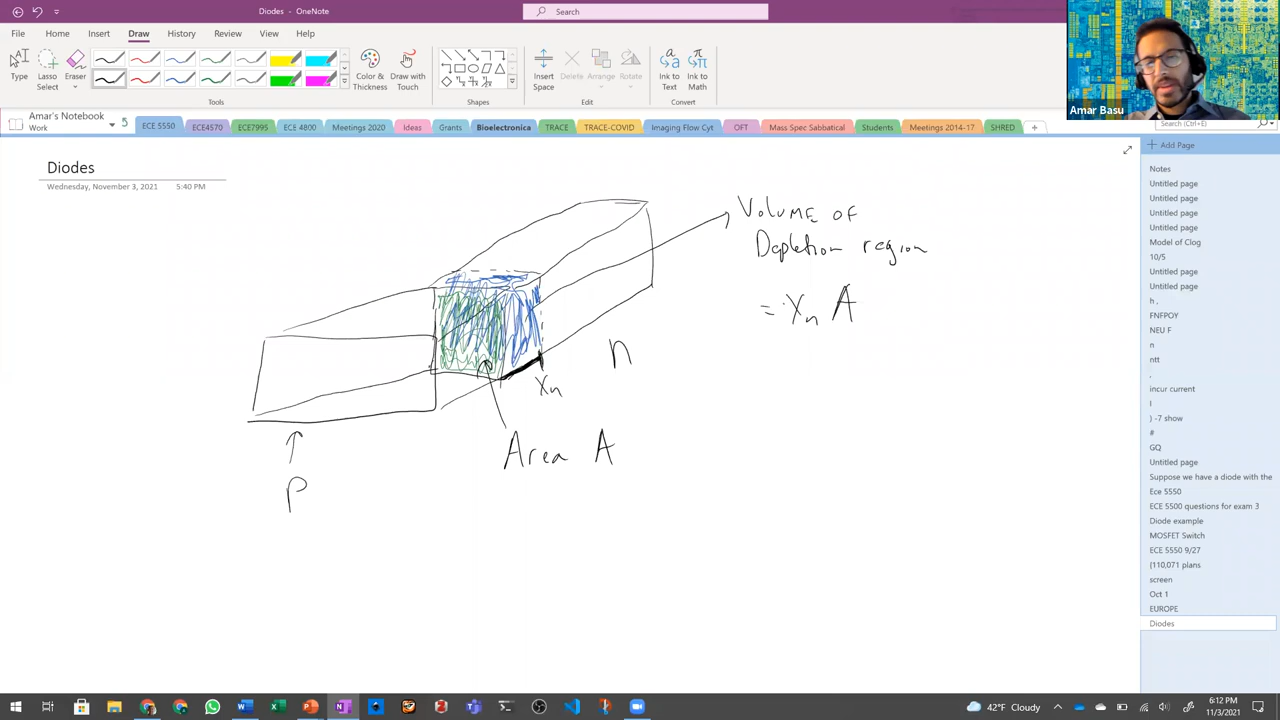 Diodes - OneNote
Search
File Home Insert Draw History View Help
Type
Lasso
Select
Eraser
Color &
Thickness
Draw with
Touch
Insert
Space
Delete
Arrange
Rotate
Ink to
Text
Ink to
Math
Tools
Shapes
Edit
Convert
Amar Basu
Amar's Notebook
Work
5
ECE 5550
ECE4570
ECE7995
ECE 4800
Meetings 2020
Ideas
Grants
Bioelectronica
TRACE
TRACE-COVID
Imaging Flow Cyt
OFT
Mass Spec Sabbatical
Students
Meetings 2014-17
SHRED
Search (Ctrl+E)
Diodes
Wednesday, November 3, 2021 5:40 PM
Volume of
Depletion region
= Xn A
n
Xn
Area A
P
Add Page
Notes
Untitled page
Untitled page
Untitled page
Untitled page
Model of Clog
10/5
Untitled page
Untitled page
h ,
FNFPOY
NEU F
n
ntt
,
incur current
I
) -7 show
#
GQ
Untitled page
Suppose we have a diode with the
Ece 5550
ECE 5500 questions for exam 3
Diode example
MOSFET Switch
ECE 5550 9/27
(110,071 plans
screen
Oct 1
EUROPE
Diodes
42°F Cloudy
6:12 PM
11/3/2021